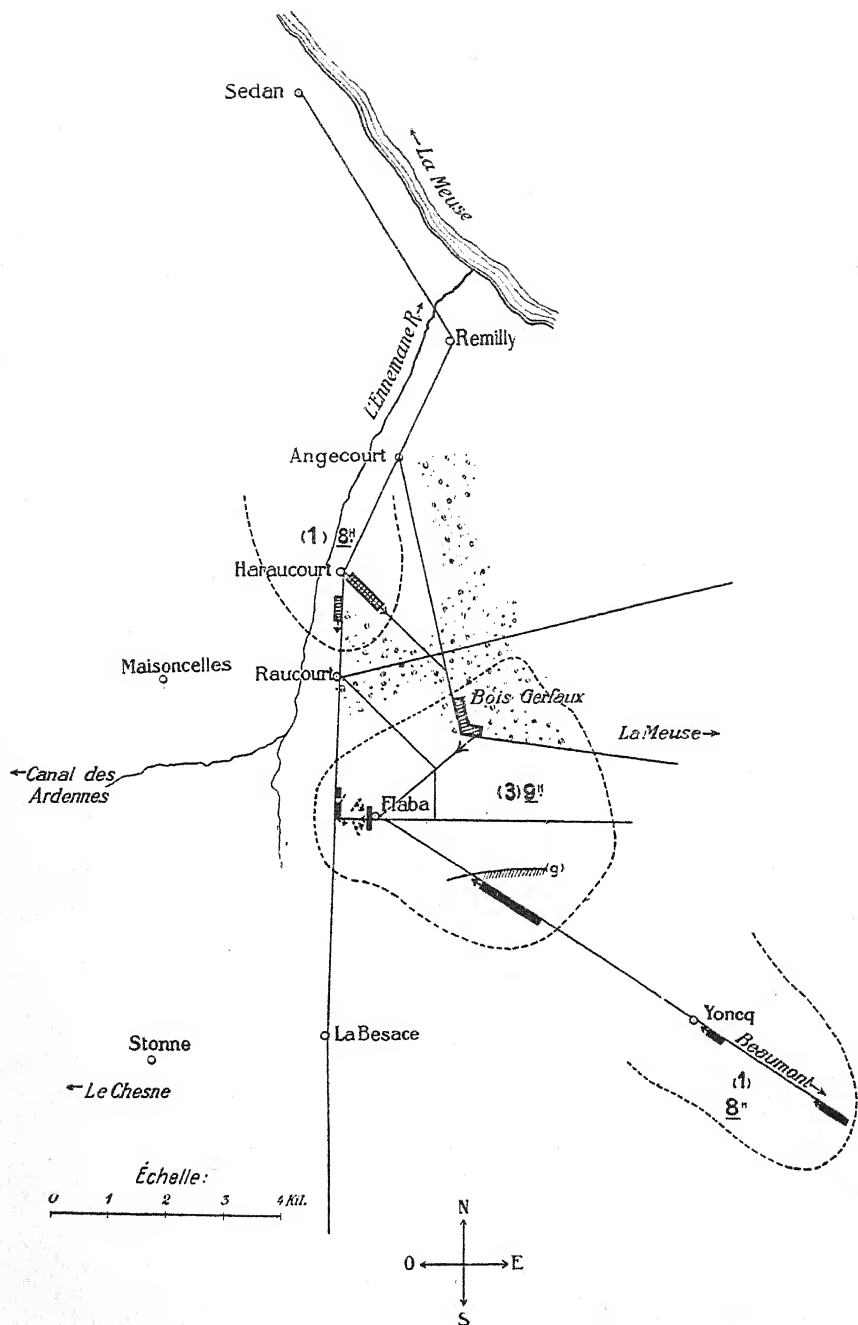 Sedan
←La Meuse
L'Ennemane R→
Remilly
Angecourt
(1) 8H
Haraucourt
Maisoncelles
Raucourt
Bois Gerfaux
La Meuse→
←Canal des
Ardennes
Flaba
(3) 9H
(g)
Yoncq
Beaumont
(1)
8H
La Besace
Stonne
←Le Chesne
Échelle:
0 1 2 3 4 Kil.
N
O E
S